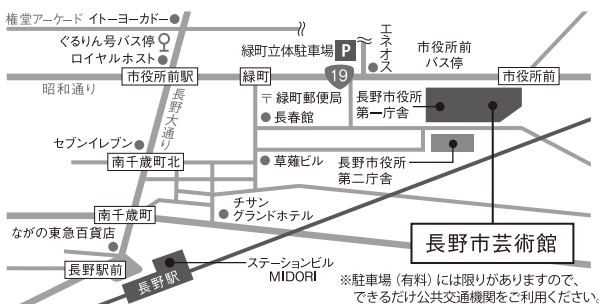 権堂アーケード
イトーヨーカドー
ぐるりん号バス停
ロイヤルホスト
緑町立体駐車場
P
エネオス
市役所前
バス停
市役所前駅
緑町
19
市役所前
昭和通り
長野大通り
〒緑町郵便局
長春館
長野市役所
第一庁舎
セブンイレブン
南千歳町北
草薙ビル
長野市役所
第二庁舎
南千歳町
チサン
グランドホテル
ながの東急百貨店
長野駅前
長野駅
ステーションビル
MIDORI
長野市芸術館
※駐車場（有料）には限りがありますので、
できるだけ公共交通機関をご利用ください。